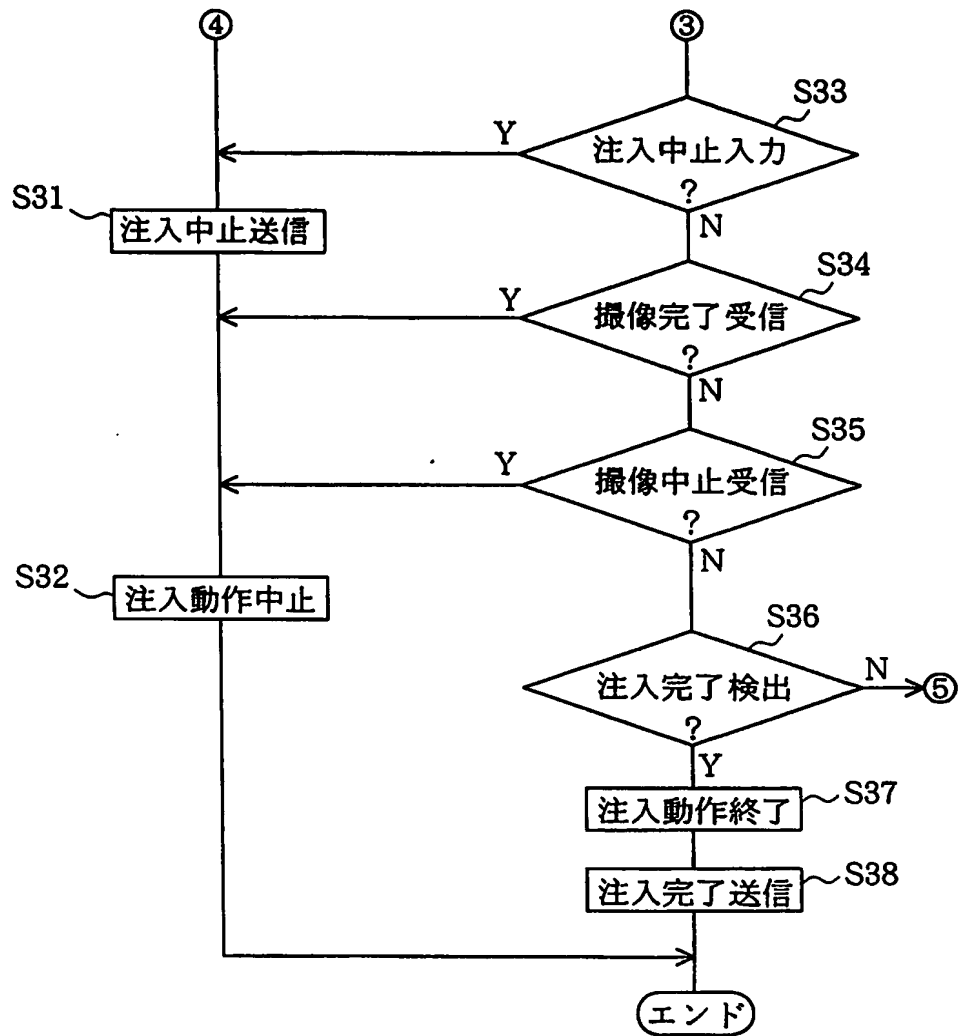 ④
③
S33
Y
注入中止入力
?
N
S31
注入中止送信
S34
Y
撮像完了受信
?
N
S35
Y
撮像中止受信
?
N
S32
注入動作中止
S36
注入完了検出
N
⑤
?
Y
注入動作終了
S37
注入完了送信
S38
エンド